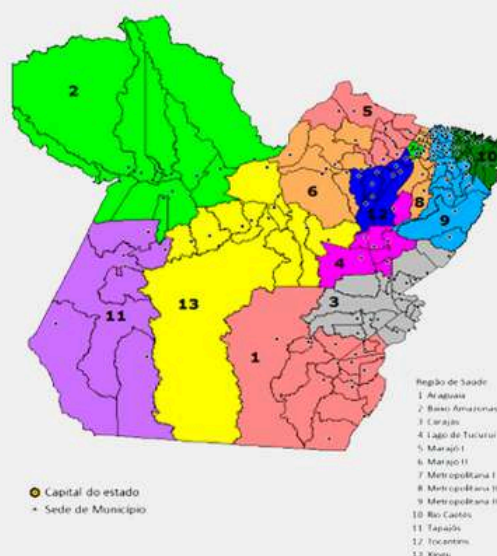 2
5
10
6
8
12
9
4
13
11
3
1
Região de Saúde
1 Araguaia
2 Baixo Amazonas
3 Carajás
4 Lago de Tucuruí
5 Marajó I
6 Marajó II
7 Metropolitana I
8 Metropolitana II
9 Metropolitana
10 Rio Caetés
11 Tapajós
12 Tocantins
13 Xingu
Capital do estado
Sede de Município